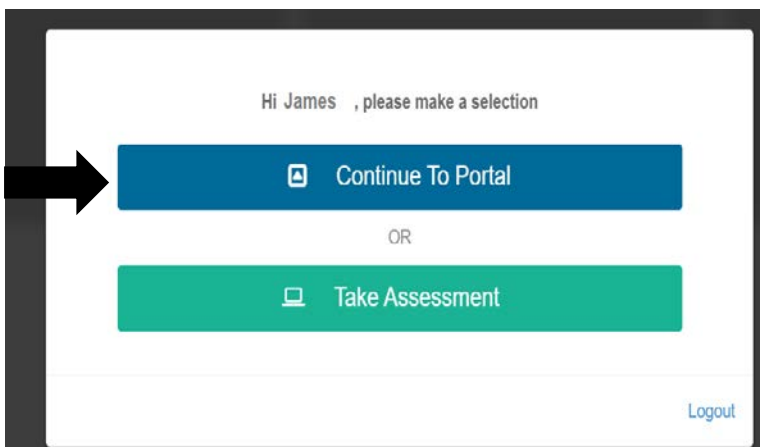 Hi James , please make a selection
Continue To Portal
OR
Take Assessment
Logout